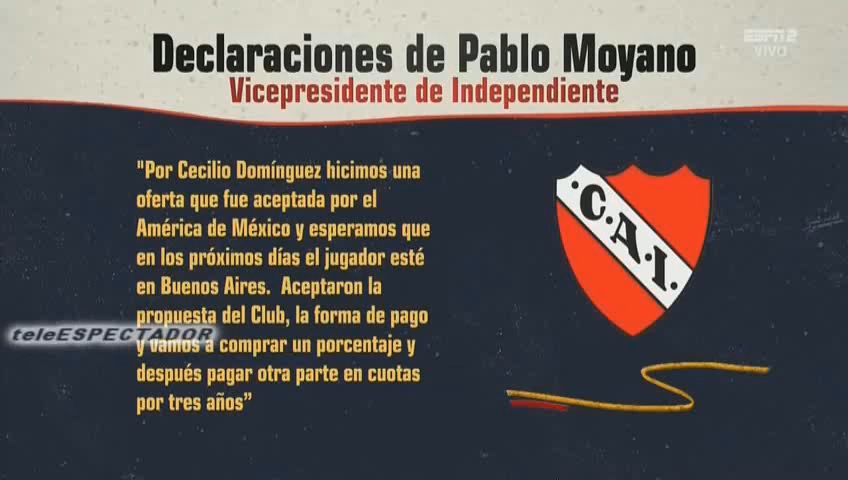 ESPN 2
VIVO
Declaraciones de Pablo Moyano
Vicepresidente de Independiente
"Por Cecilio Domínguez hicimos una
oferta que fue aceptada por el
América de México y esperamos que
en los próximos días el jugador esté
en Buenos Aires. Aceptaron la
propuesta del Club, la forma de pago
y vamos a comprar un porcentaje y
después pagar otra parte en cuotas
por tres años”
teleESPECTADOR
·C.A.I.